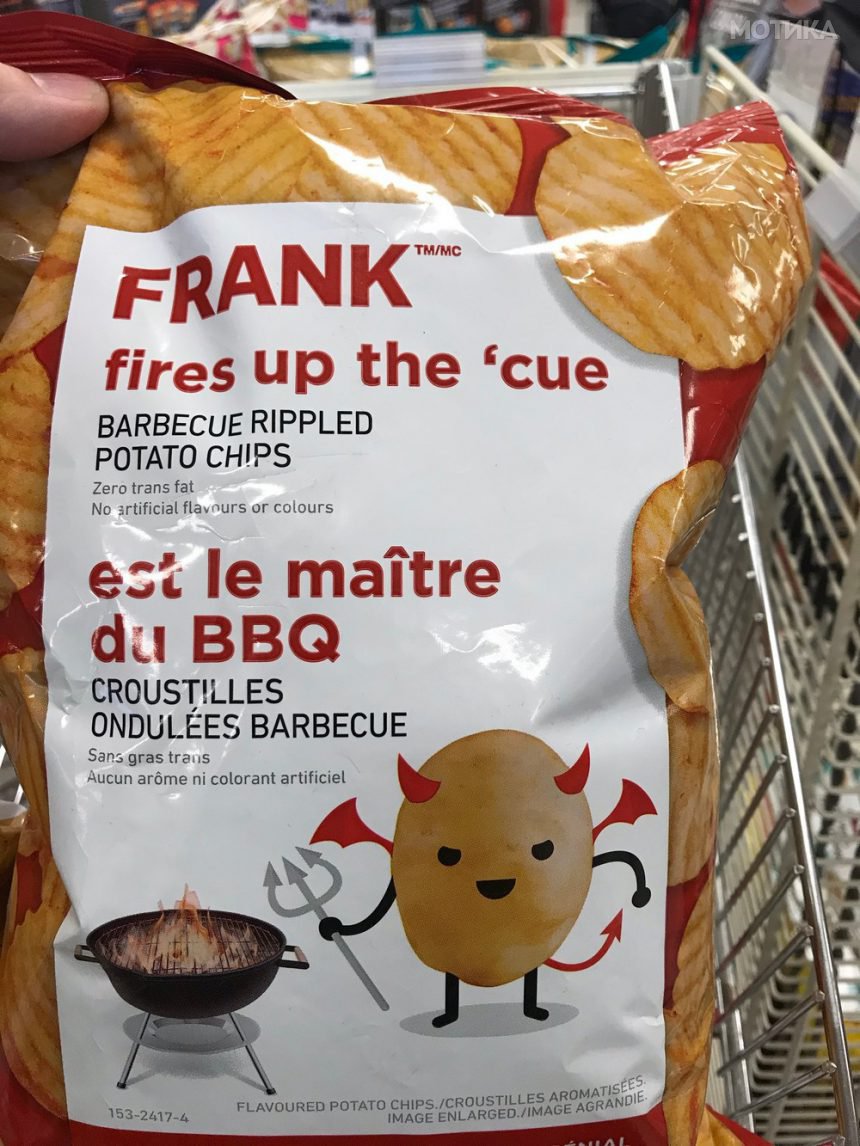 МОТИКА
FRANK TM/MC
fires up the ‘cue
BARBECUE RIPPLED
POTATO CHIPS
Zero trans fat
No artificial flavours or colours
est le maître
du BBQ
CROUSTILLES
ONDULÉES BARBECUE
Sans gras trans
Aucun arôme ni colorant artificiel
153-2417-4
FLAVOURED POTATO CHIPS./CROUSTILLES AROMATISÉES.
IMAGE ENLARGED./IMAGE AGRANDIE.